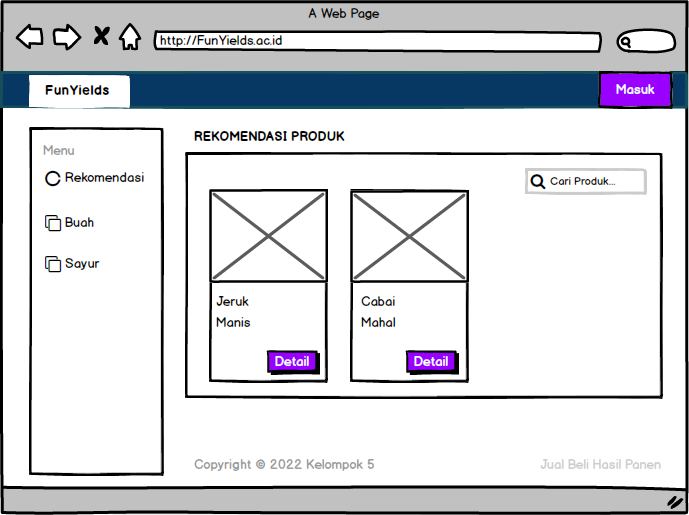 A Web Page
http://FunYields.ac.id
FunYields
Masuk
Menu
Rekomendasi
Buah
Sayur
REKOMENDASI PRODUK
Cari Produk...
Jeruk
Manis
Detail
Cabai
Mahal
Detail
Copyright © 2022 Kelompok 5
Jual Beli Hasil Panen